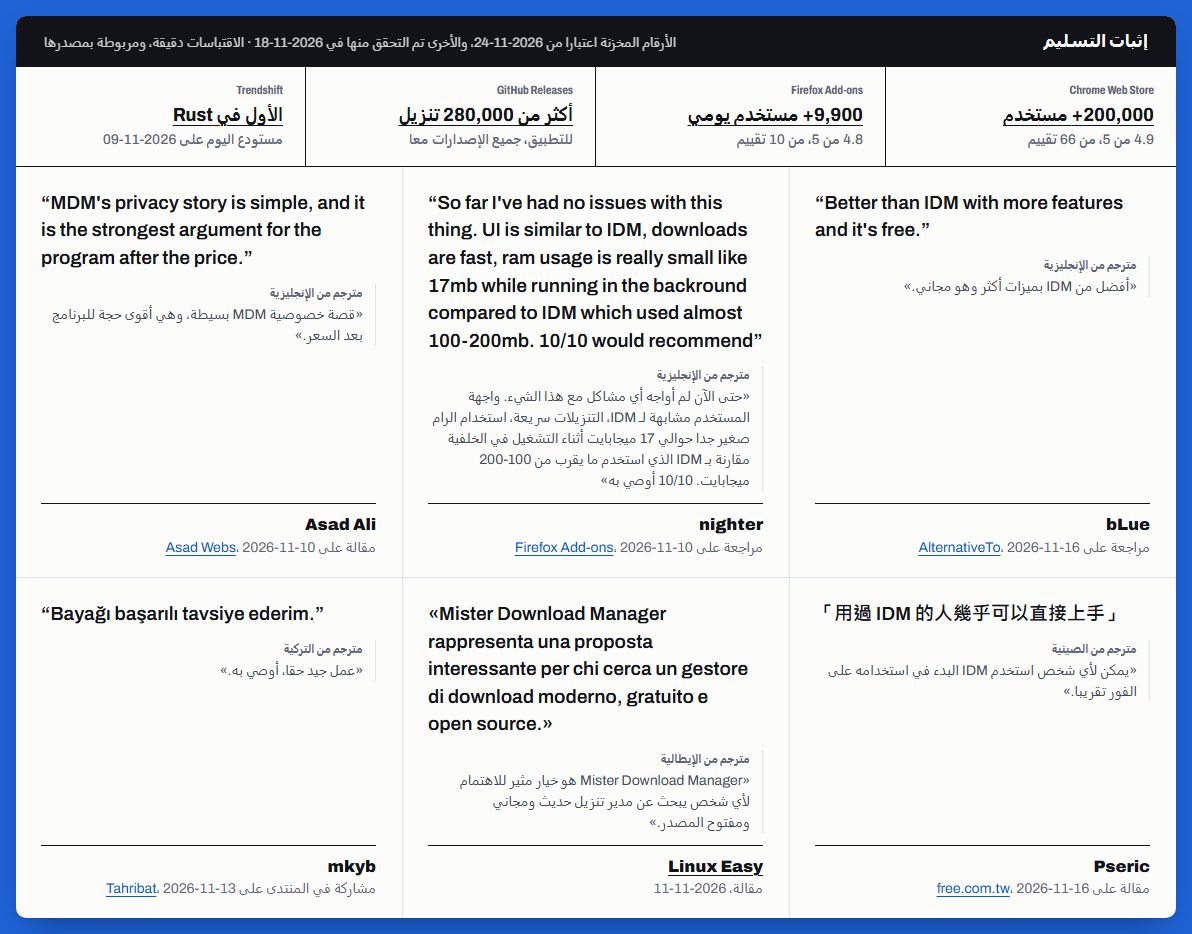 إثبات التسليم
الأرقام المخزنة اعتبارا من 2026-11-24، والأخرى تم التحقق منها في 2026-11-18 · الاقتباسات دقيقة، ومربوطة بمصدرها
Chrome Web Store
200,000+ مستخدم
4.9 من 5، من 66 تقييم
Firefox Add-ons
9,900+ مستخدم يومي
4.8 من 5، من 10 تقييم
GitHub Releases
أكثر من 280,000 تنزيل
للتطبيق، جميع الإصدارات معا
Trendshift
الأول في Rust
مستودع اليوم على 2026-11-09
“Better than IDM with more features
and it's free.”
مترجم من الإنجليزية
«أفضل من IDM بميزات أكثر وهو مجاني.»
bLue
مراجعة على AlternativeTo، 2026-11-16
“So far I've had no issues with this
thing. UI is similar to IDM, downloads
are fast, ram usage is really small like
17mb while running in the backround
compared to IDM which used almost
100-200mb. 10/10 would recommend”
مترجم من الإنجليزية
«حتى الآن لم أواجه أي مشاكل مع هذا الشيء. واجهة
المستخدم مشابهة لـ IDM، التنزيلات سريعة، استخدام الرام
صغير جدا حوالي 17 ميجابايت أثناء التشغيل في الخلفية
مقارنة بـ IDM الذي استخدم ما يقرب من 100-200
ميجابايت. 10/10 أوصي به»
nighter
مراجعة على Firefox Add-ons، 2026-11-10
“MDM's privacy story is simple, and it
is the strongest argument for the
program after the price.”
مترجم من الإنجليزية
«قصة خصوصية MDM بسيطة، وهي أقوى حجة للبرنامج
بعد السعر.»
Asad Ali
مقالة على Asad Webs، 2026-11-10
「用過 IDM 的人幾乎可以直接上手」
مترجم من الصينية
«يمكن لأي شخص استخدم IDM البدء في استخدامه على
الفور تقريبا.»
Pseric
مقالة على free.com.tw، 2026-11-16
«Mister Download Manager
rappresenta una proposta
interessante per chi cerca un gestore
di download moderno, gratuito e
open source.»
مترجم من الإيطالية
«Mister Download Manager هو خيار مثير للاهتمام
لأي شخص يبحث عن مدير تنزيل حديث ومجاني
ومفتوح المصدر.»
Linux Easy
مقالة، 2026-11-11
“Bayağı başarılı tavsiye ederim.”
مترجم من التركية
«عمل جيد حقا، أوصي به.»
mkyb
مشاركة في المنتدى على Tahribat، 2026-11-13